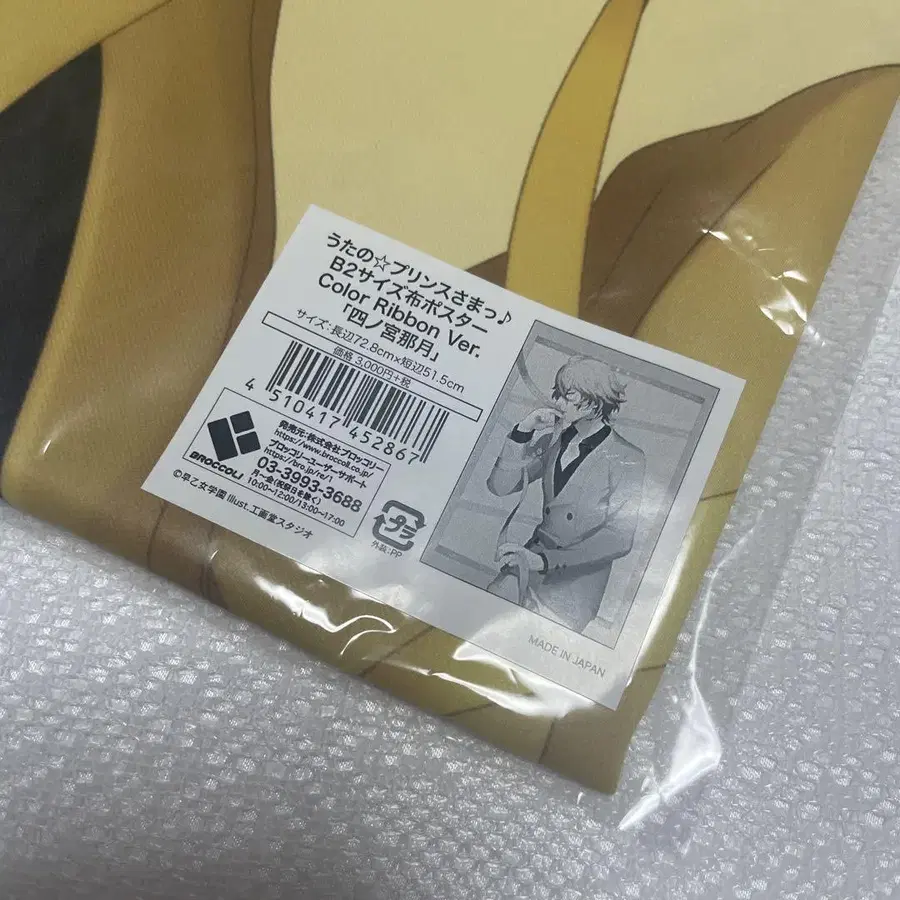 うたの☆プリンスさまっ♪
B2サイズ布ポスター
Color Ribbon Ver.
「四ノ宮那月」
サイズ:長辺72.8cm×短辺51.5cm
価格 3,000円+税
4 510417 452867
BROCCOLI
発売元:株式会社ブロッコリー
https://www.broccoli.co.jp/
ブロッコリーユーザーサポート
https://bro.jp/re/1
03-3993-3688
月~金(祝祭日を除く)
10:00~12:00/13:00~17:00
©早乙女学園 Illust.工画堂スタジオ
プラ
外装:PP
MADE IN JAPAN